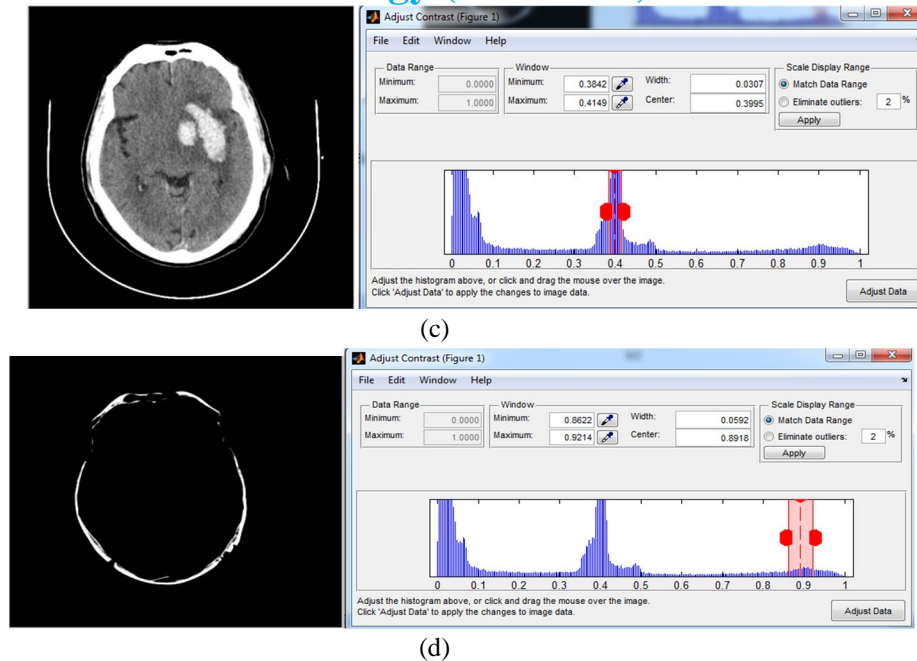 Adjust Contrast (Figure 1)
File Edit Window Help
Data Range
Minimum: 0.0000
Maximum: 1.0000
Window
Minimum: 0.3842
Maximum: 0.4149
Width: 0.0307
Center: 0.3995
Scale Display Range
Match Data Range
Eliminate outliers: 2 %
Apply
0 0.1 0.2 0.3 0.4 0.5 0.6 0.7 0.8 0.9 1
Adjust the histogram above, or click and drag the mouse over the image.
Click 'Adjust Data' to apply the changes to image data.
Adjust Data
(c)
Adjust Contrast (Figure 1)
File Edit Window Help
Data Range
Minimum: 0.0000
Maximum: 1.0000
Window
Minimum: 0.8622
Maximum: 0.9214
Width: 0.0592
Center: 0.8918
Scale Display Range
Match Data Range
Eliminate outliers: 2 %
Apply
0 0.1 0.2 0.3 0.4 0.5 0.6 0.7 0.8 0.9 1
Adjust the histogram above, or click and drag the mouse over the image.
Click 'Adjust Data' to apply the changes to image data.
Adjust Data
(d)